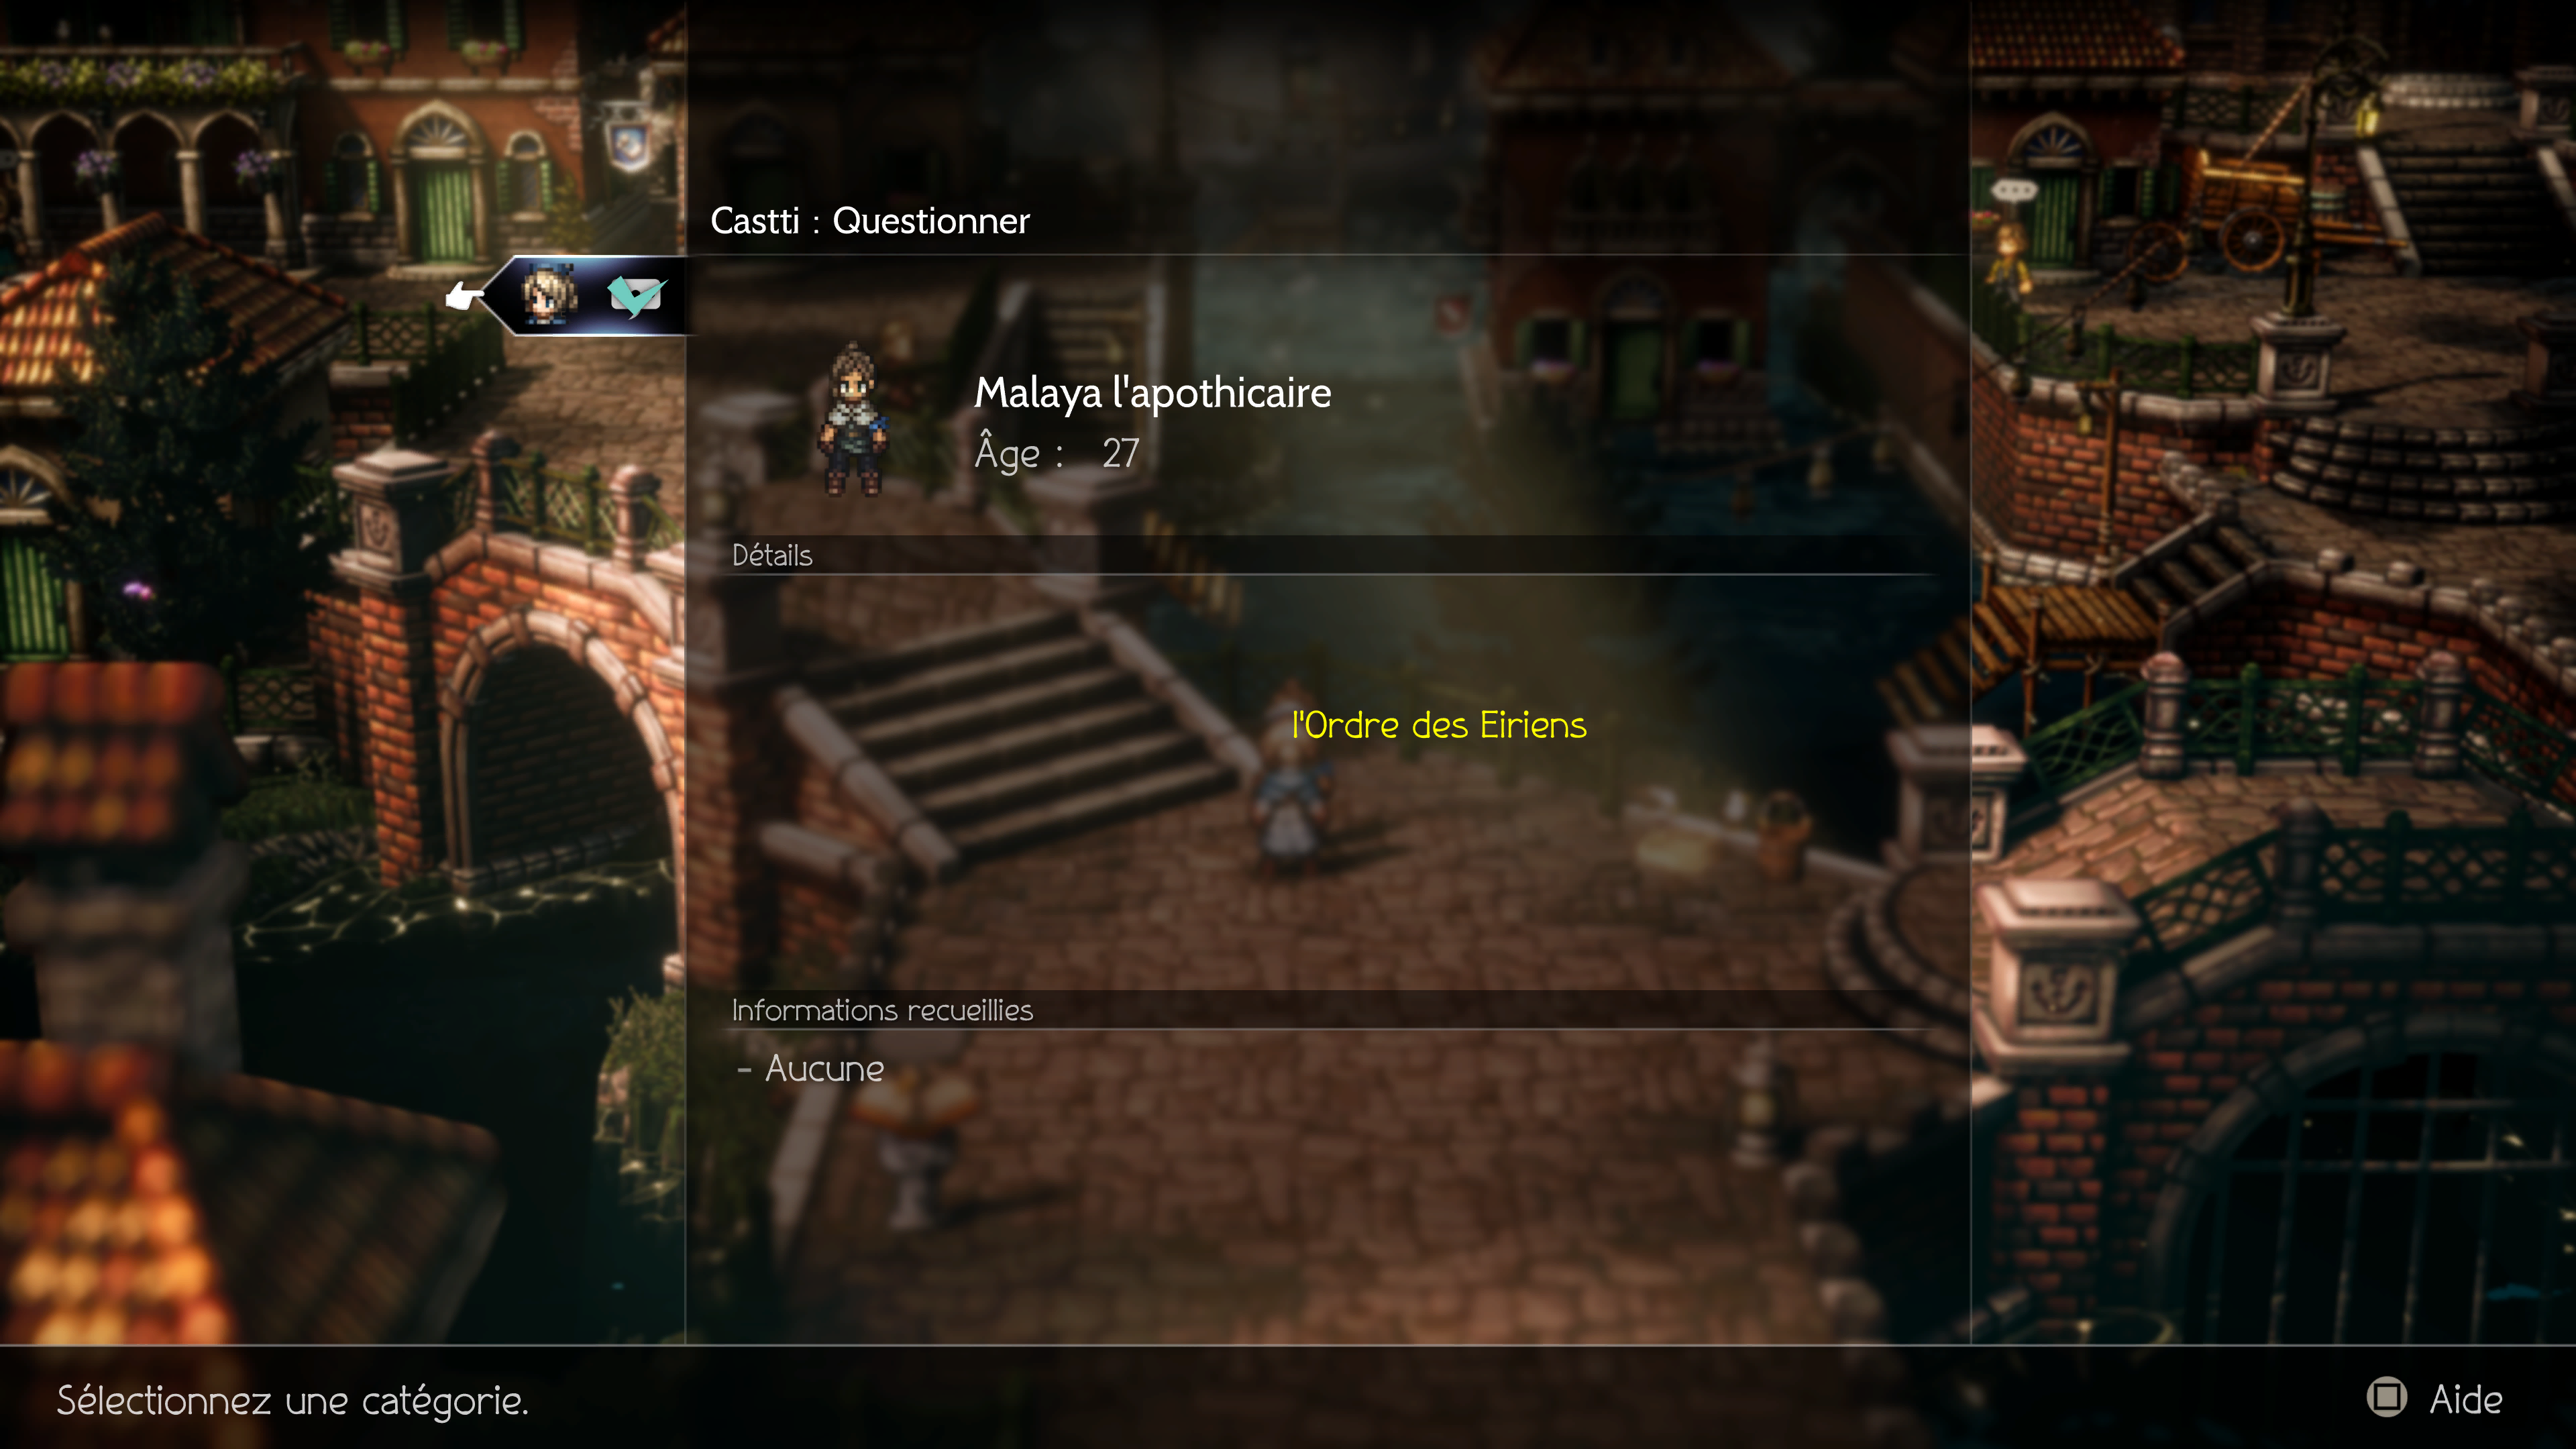 Castti : Questionner
Malaya l'apothicaire
Âge : 27
Détails
l'Ordre des Eiriens
Informations recueillies
- Aucune
Sélectionnez une catégorie.
Aide